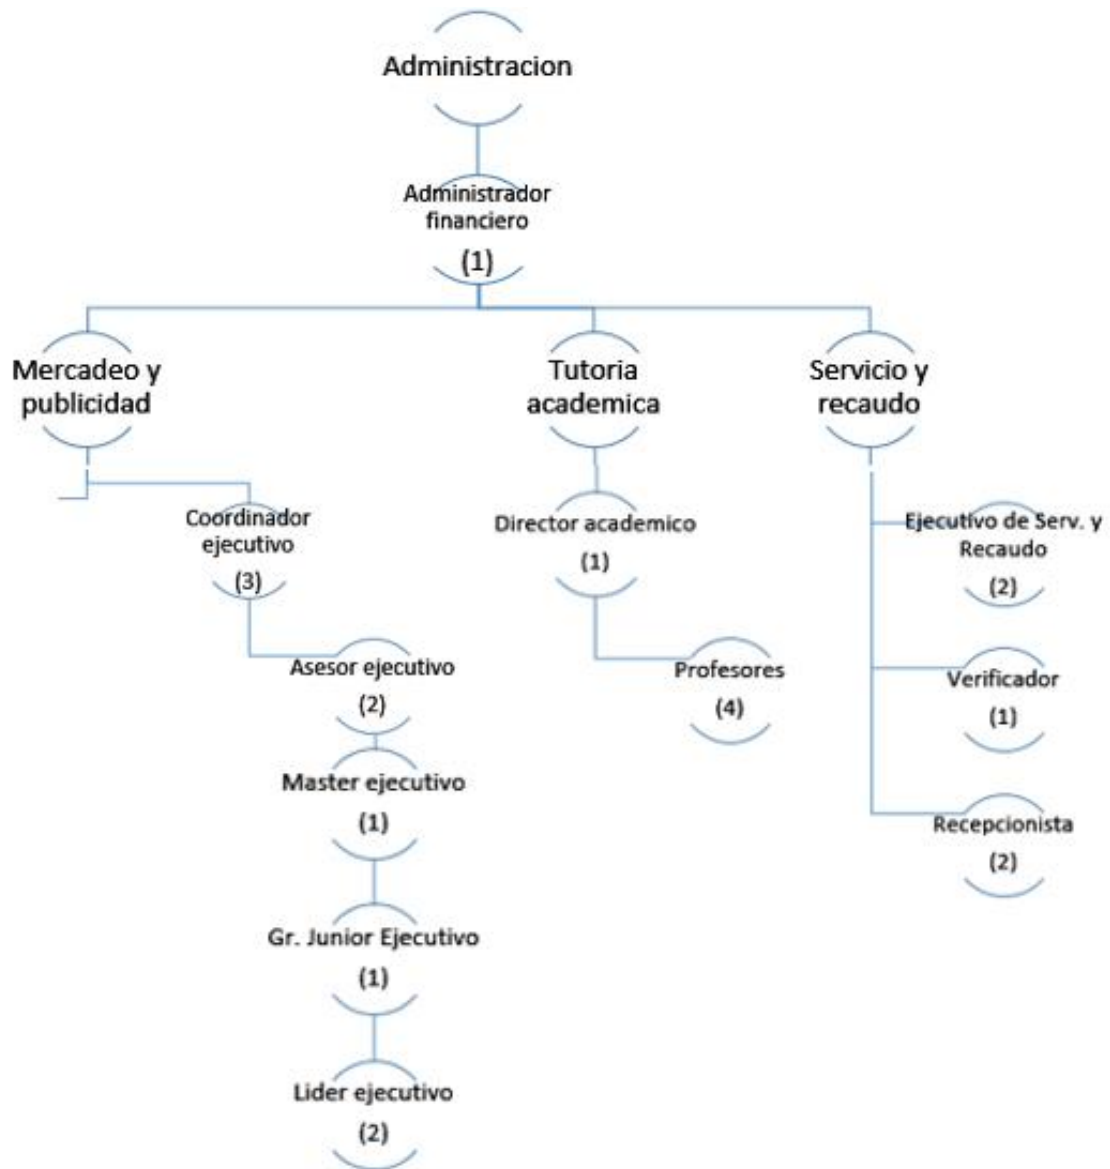 Administracion
Administrador
financiero
(1)
Mercadeo y
publicidad
Tutoria
academica
Servicio y
recaudo
Coordinador
ejecutivo
(3)
Asesor ejecutivo
(2)
Master ejecutivo
(1)
Gr. Junior Ejecutivo
(1)
Lider ejecutivo
(2)
Director academico
(1)
Profesores
(4)
Ejecutivo de Serv. y
Recaudo
(2)
Verificador
(1)
Recepcionista
(2)